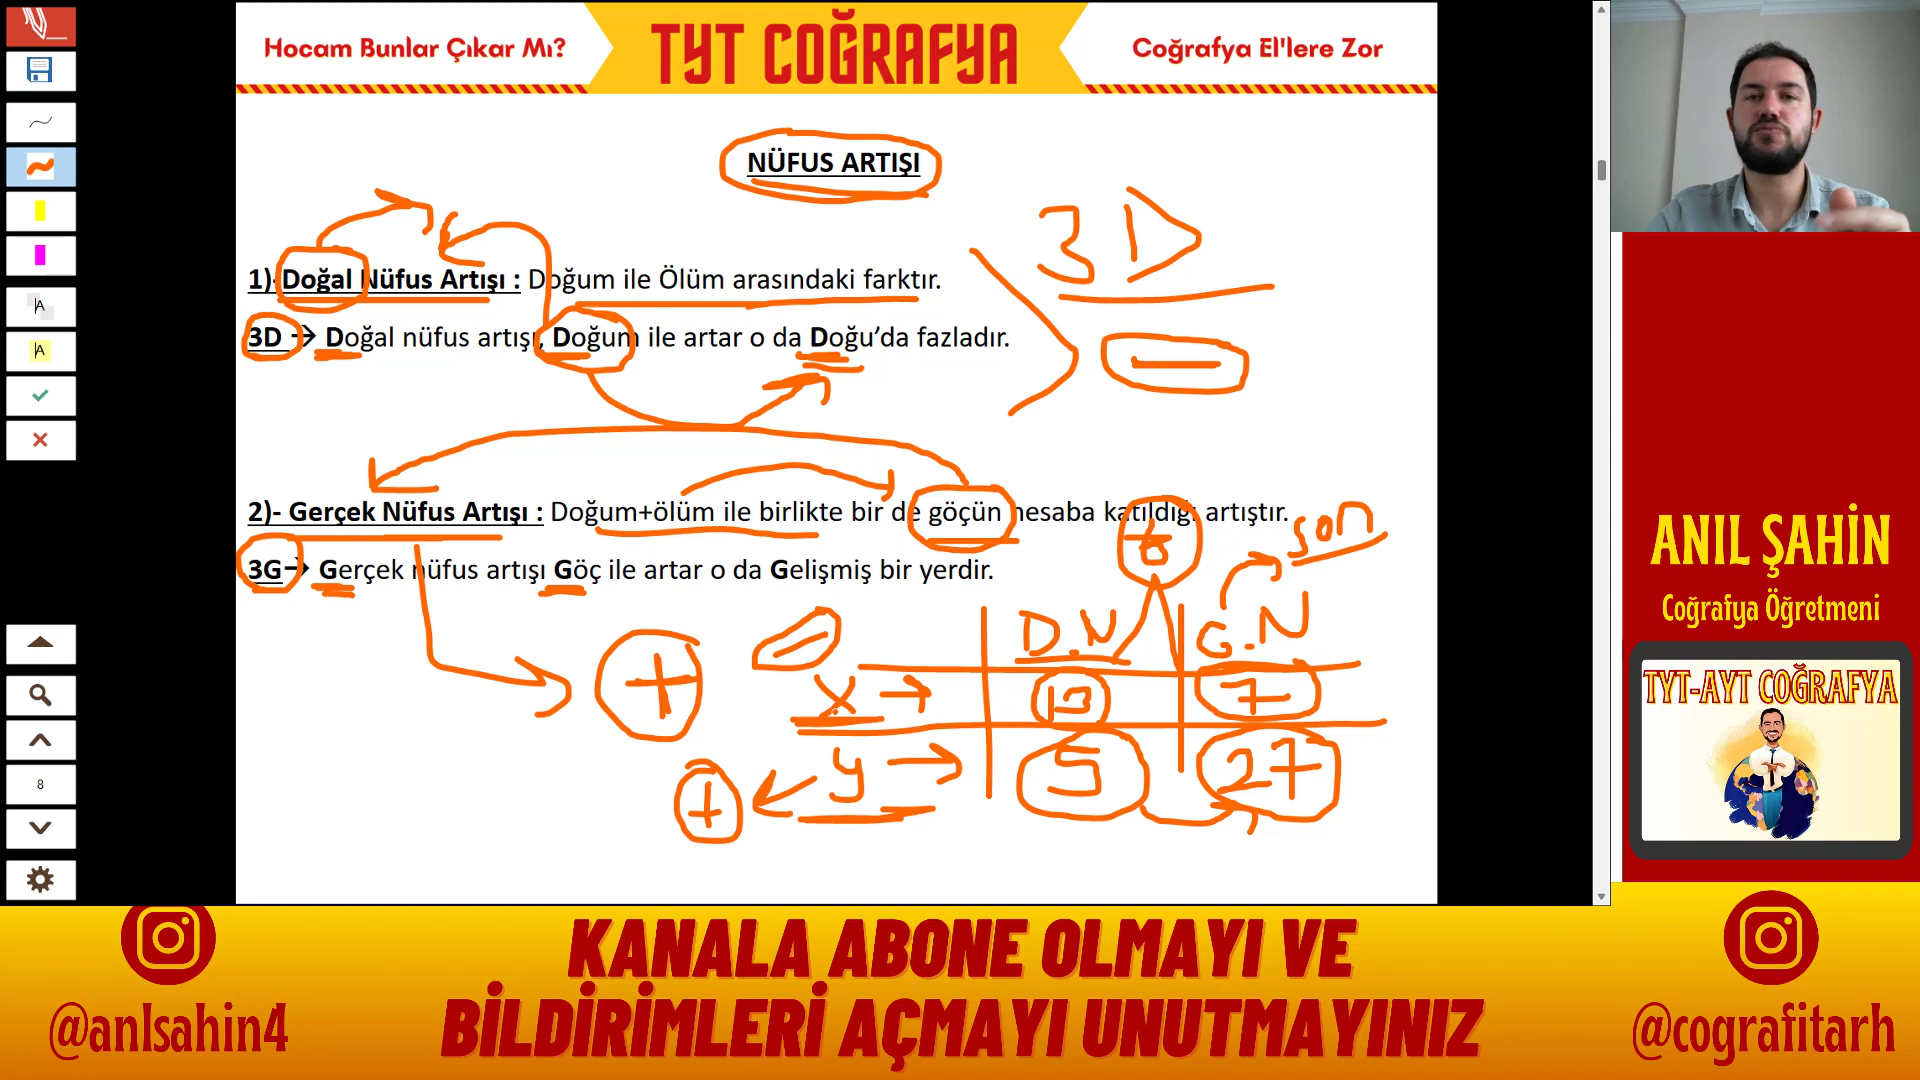 Hocam Bunlar Çıkar Mı?
TYT COĞRAFYA
Coğrafya El'lere Zor
NÜFUS ARTIŞI
3D
1)- Doğal Nüfus Artışı : Doğum ile Ölüm arasındaki farktır.
3D → Doğal nüfus artışı, Doğum ile artar o da Doğu’da fazladır.
2)- Gerçek Nüfus Artışı : Doğum+ölüm ile birlikte bir de göçün hesaba katıldığı artıştır.
son
3G→ Gerçek nüfus artışı Göç ile artar o da Gelişmiş bir yerdir.
6
D.N G.N
+
x → 13 7
y → 5 27
+
8
ANIL ŞAHİN
Coğrafya Öğretmeni
TYT-AYT COĞRAFYA
KANALA ABONE OLMAYI VE
BİLDİRİMLERİ AÇMAYI UNUTMAYINIZ
@anlsahin4
@cografitarh